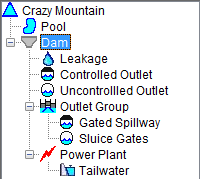 Crazy Mountain
Pool
Dam
Leakage
Controlled Outlet
Uncontrollled Outlet
Outlet Group
Gated Spillway
Sluice Gates
Power Plant
Tailwater